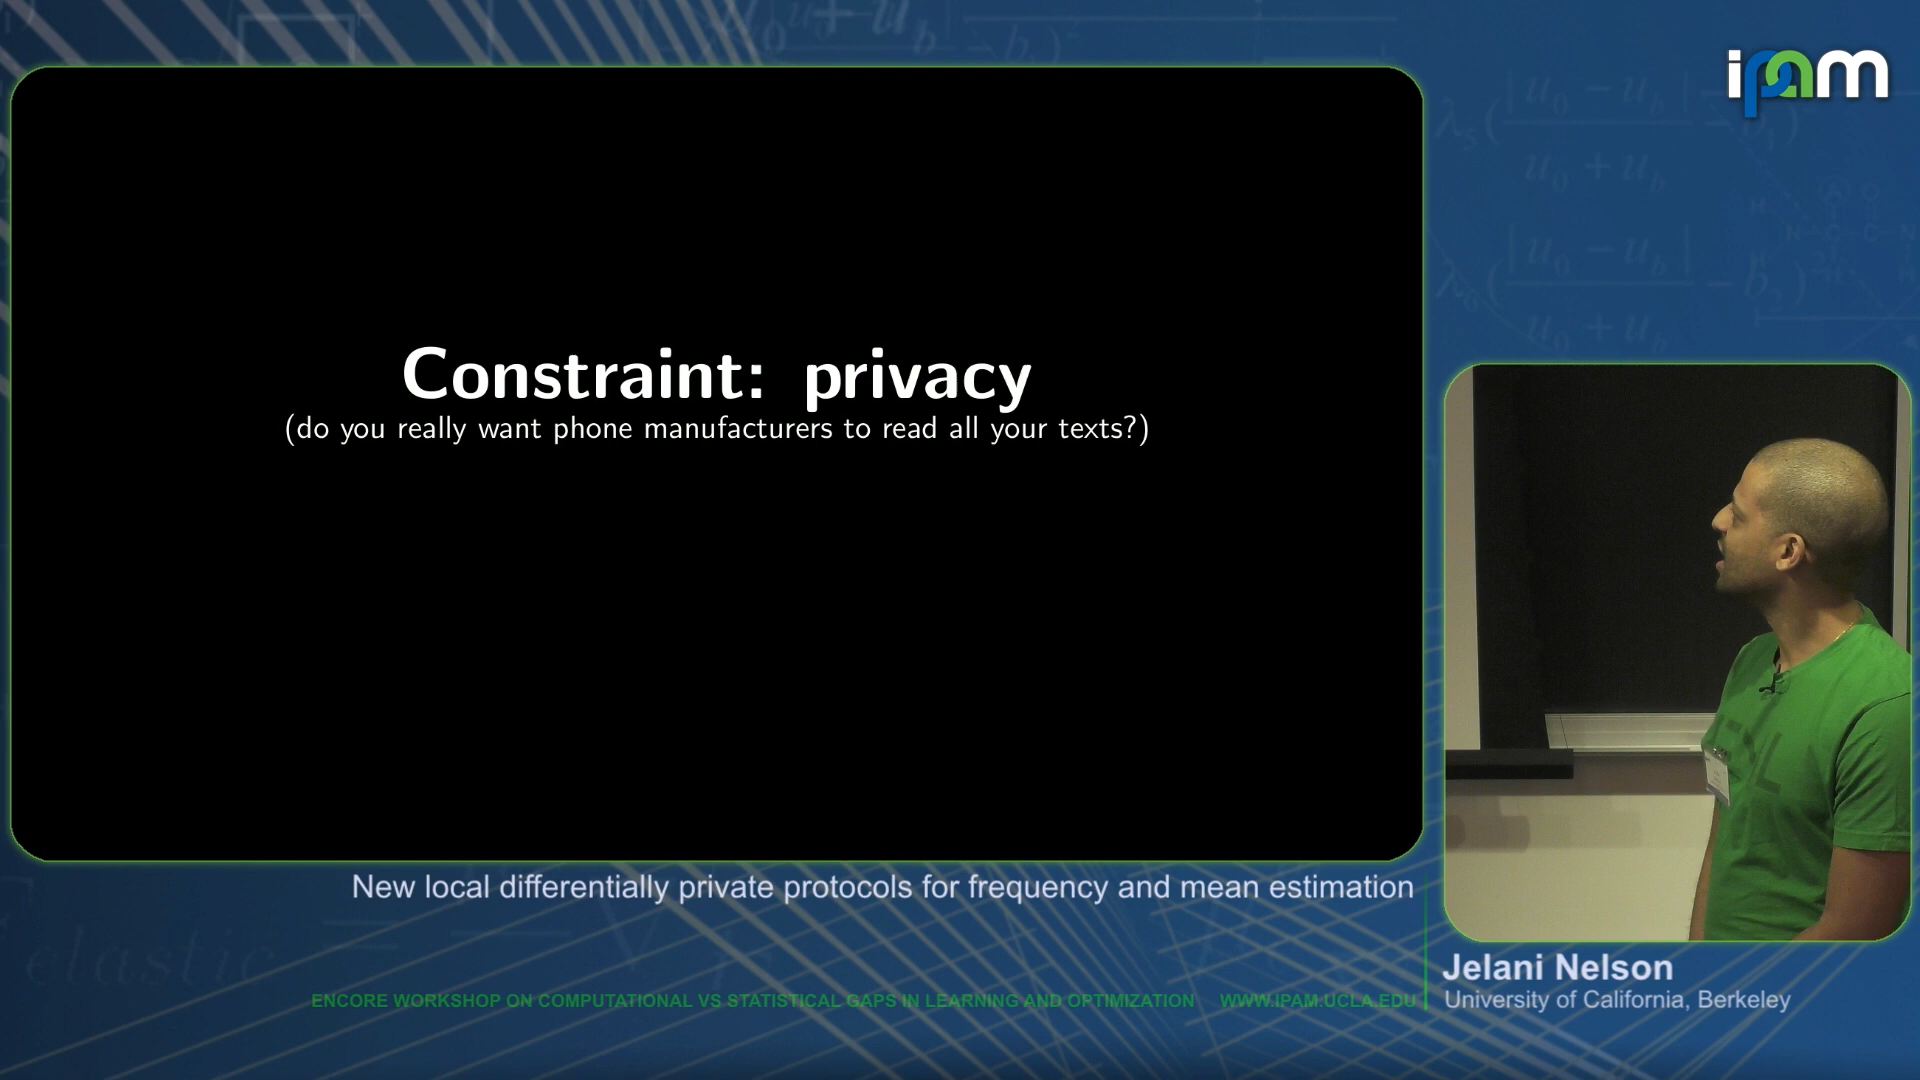 ipam
Constraint: privacy
(do you really want phone manufacturers to read all your texts?)
New local differentially private protocols for frequency and mean estimation
Jelani Nelson
University of California, Berkeley
ENCORE WORKSHOP ON COMPUTATIONAL VS STATISTICAL GAPS IN LEARNING AND OPTIMIZATION WWW.IPAM.UCLA.EDU
elastic